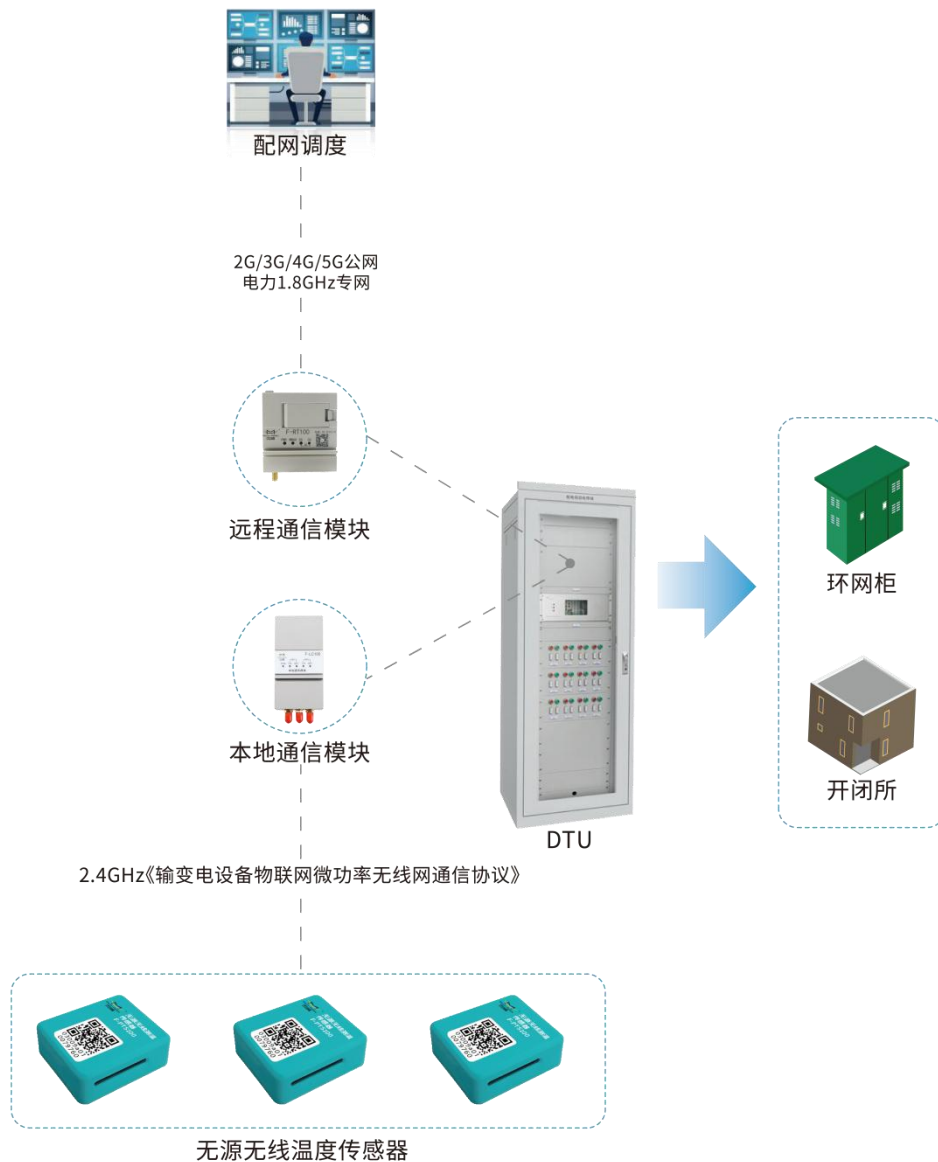 配网调度
2G/3G/4G/5G公网
电力1.8GHz专网
远程通信模块
本地通信模块
DTU
环网柜
开闭所
2.4GHz《输变电设备物联网微功率无线网通信协议》
无源无线温度传感器